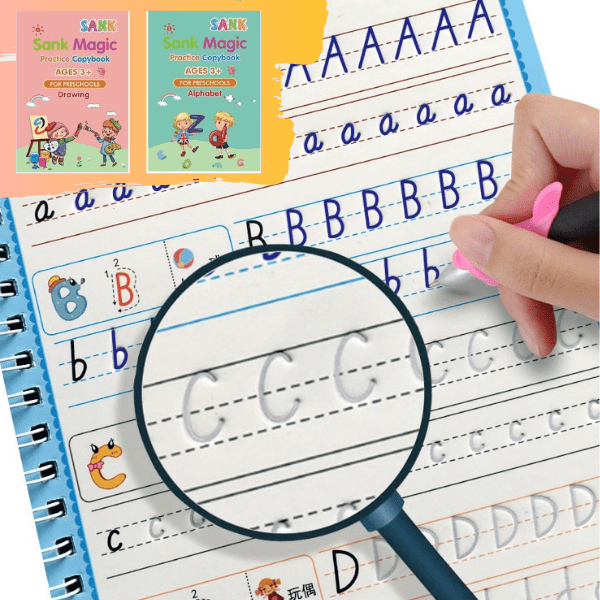 SANK
Sank Magic
Practice Copybook
AGES 3+
FOR PRESCHOOLS
Drawing
SANK
Sank Magic
Practice Copybook
AGES 3+
FOR PRESCHOOLS
Alphabet
A A A A A A
a a a a a a
a a a a
B B B B B B B
B 1 2 B
b b b b
C C C C C C C C
C
c c c c c c c
2 玩偶
D D D D D D D